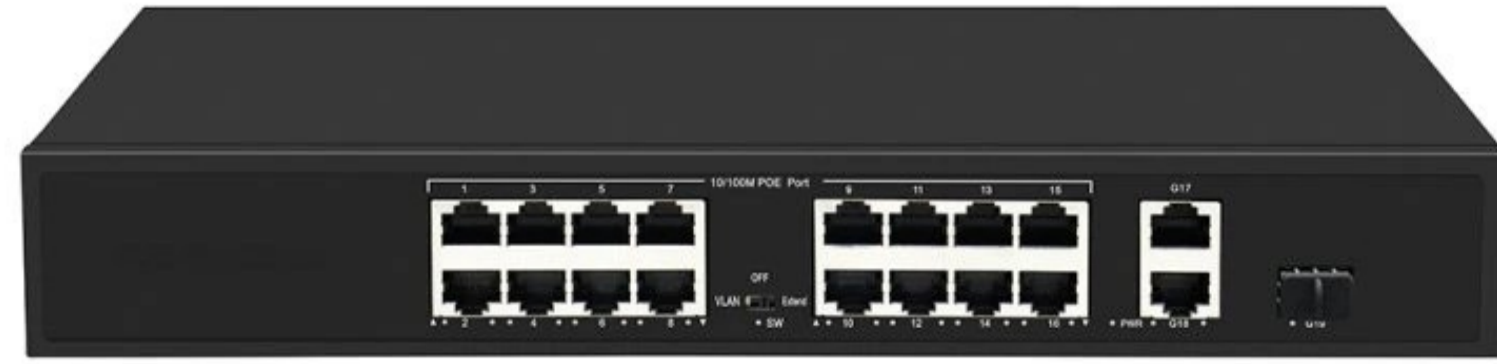 10/100M POE Port
1 3 5 7 9 11 13 15 G17
OFF
VLAN Extend
SW
2 4 6 8 10 12 14 16 PWR G18 G19